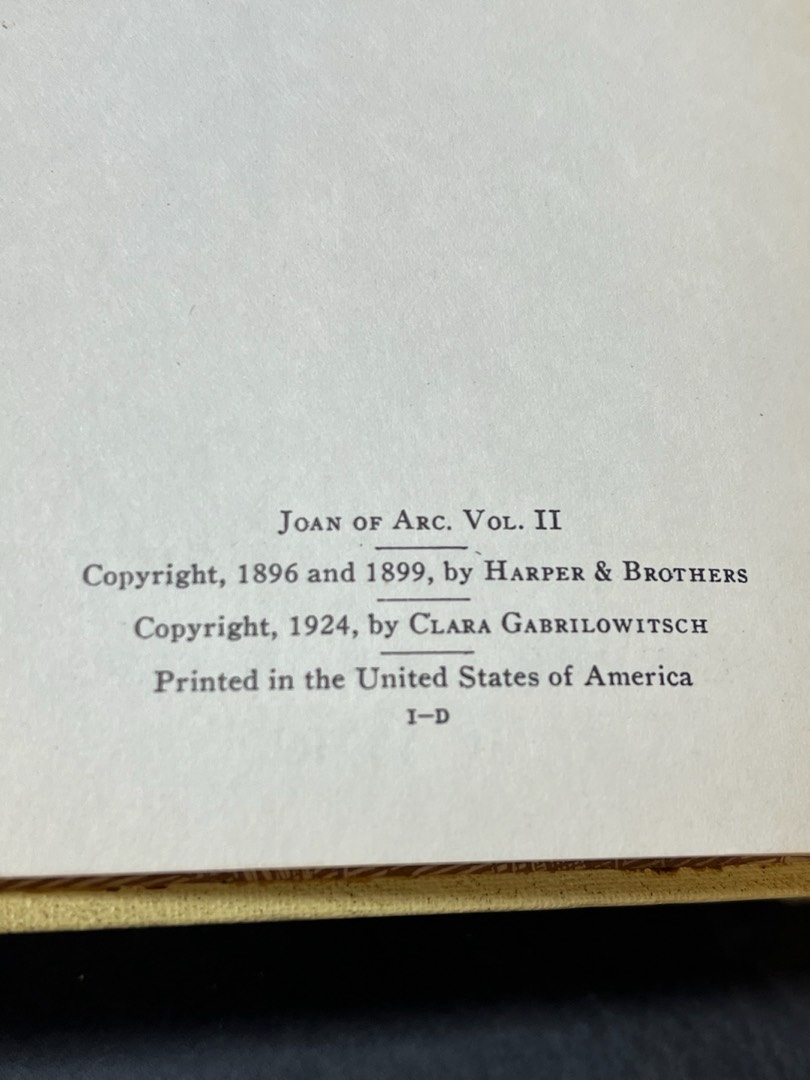 Joan of Arc. Vol. II
Copyright, 1896 and 1899, by Harper & Brothers
Copyright, 1924, by Clara Gabrilowitsch
Printed in the United States of America
I–D